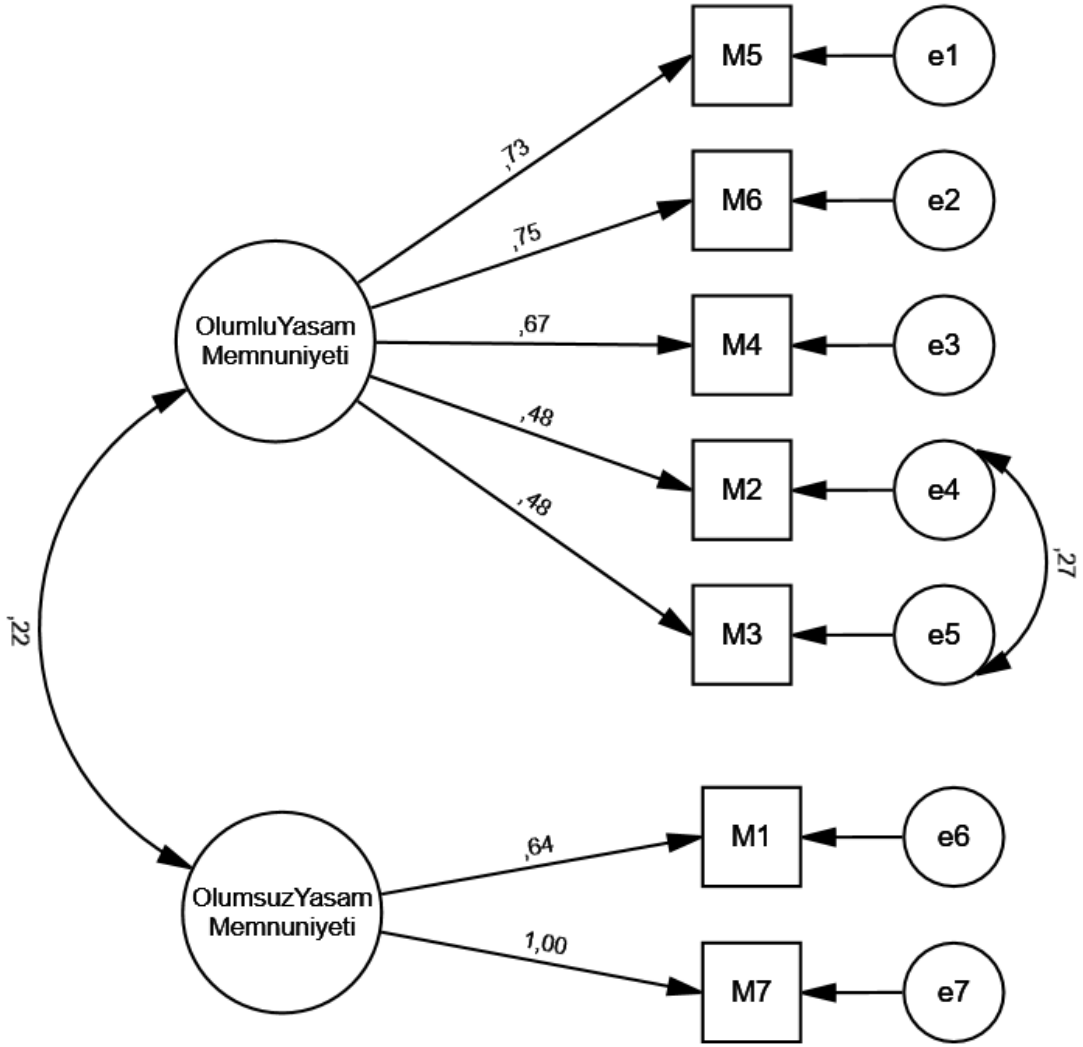 M5
e1
,73
M6
e2
,75
OlumluYasam
Memnuniyeti
,67
M4
e3
,48
M2
e4
,48
,27
M3
e5
,22
OlumsuzYasam
Memnuniyeti
,64
M1
e6
1,00
M7
e7